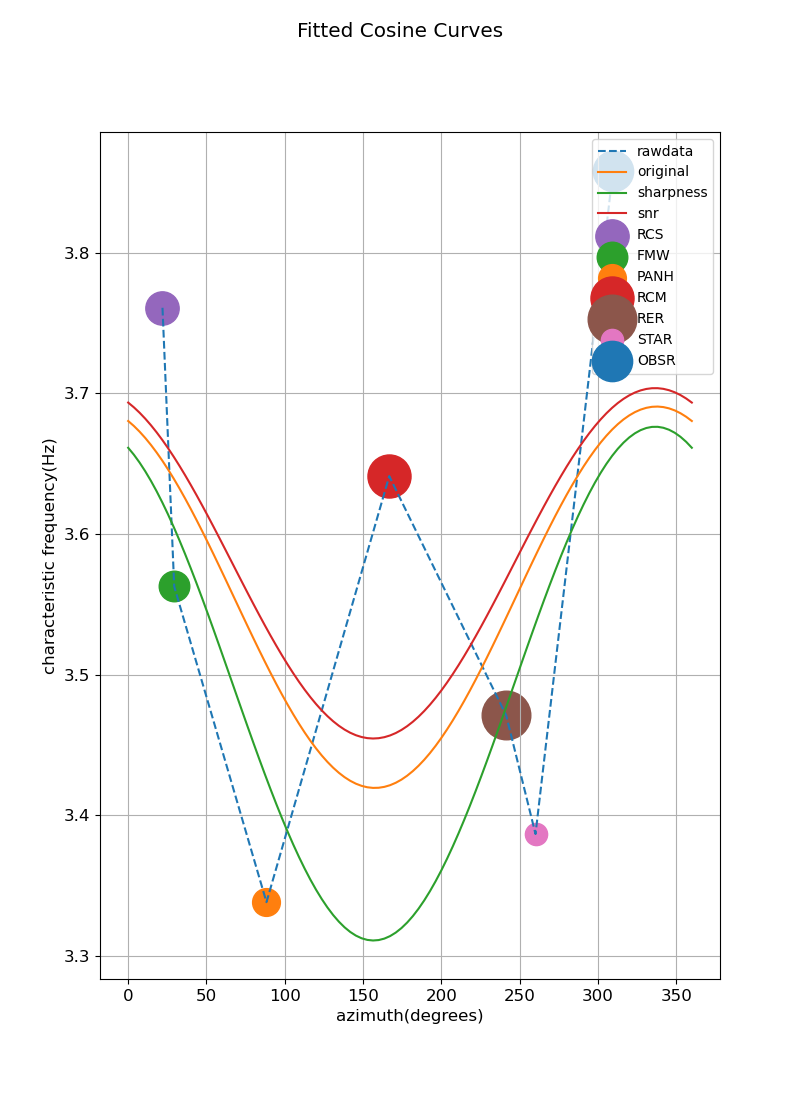 Fitted Cosine Curves
rawdata
original
sharpness
snr
RCS
FMW
PANH
RCM
RER
STAR
OBSR
characteristic frequency(Hz)
3.8
3.7
3.6
3.5
3.4
3.3
0 50 100 150 200 250 300 350
azimuth(degrees)